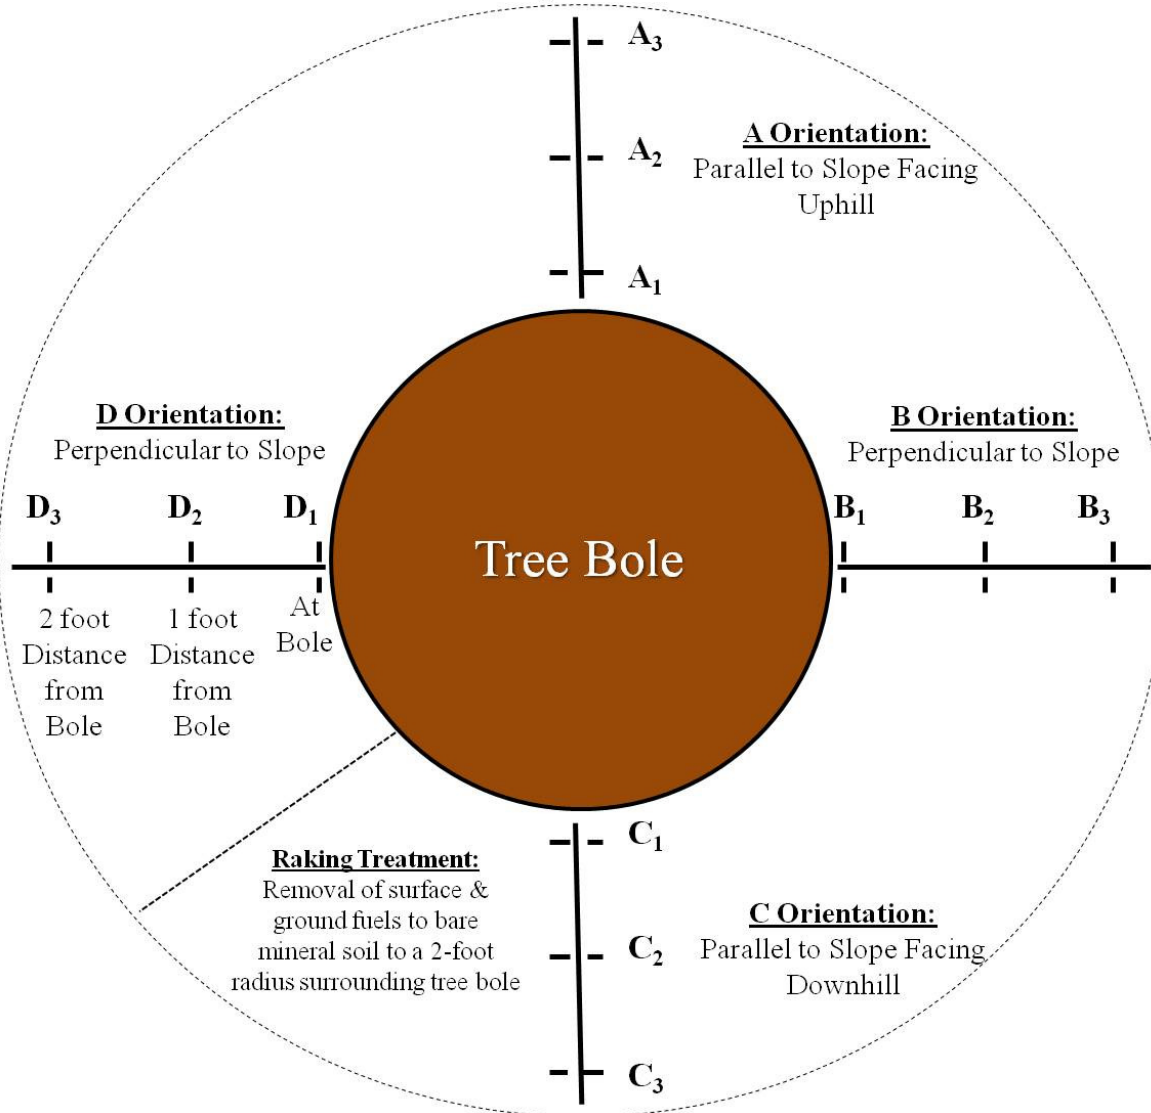 A₃
A₂
A₁
A Orientation:
Parallel to Slope Facing
Uphill
D Orientation:
Perpendicular to Slope
D₃ D₂ D₁
2 foot
Distance
from
Bole
1 foot
Distance
from
Bole
At
Bole
Tree Bole
B Orientation:
Perpendicular to Slope
B₁ B₂ B₃
Raking Treatment:
Removal of surface &
ground fuels to bare
mineral soil to a 2-foot
radius surrounding tree bole
C₁
C₂
C₃
C Orientation:
Parallel to Slope Facing
Downhill